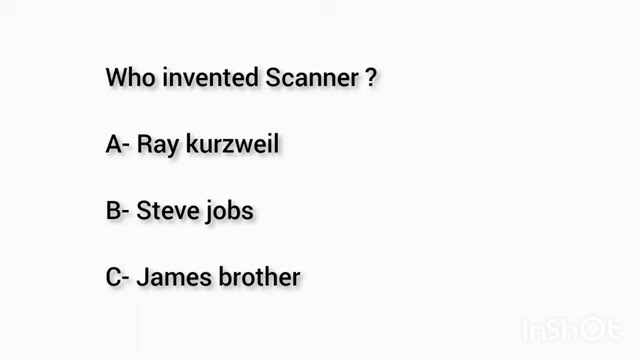 Who invented Scanner ?
A- Ray kurzweil
B- Steve jobs
C- James brother
InShOt